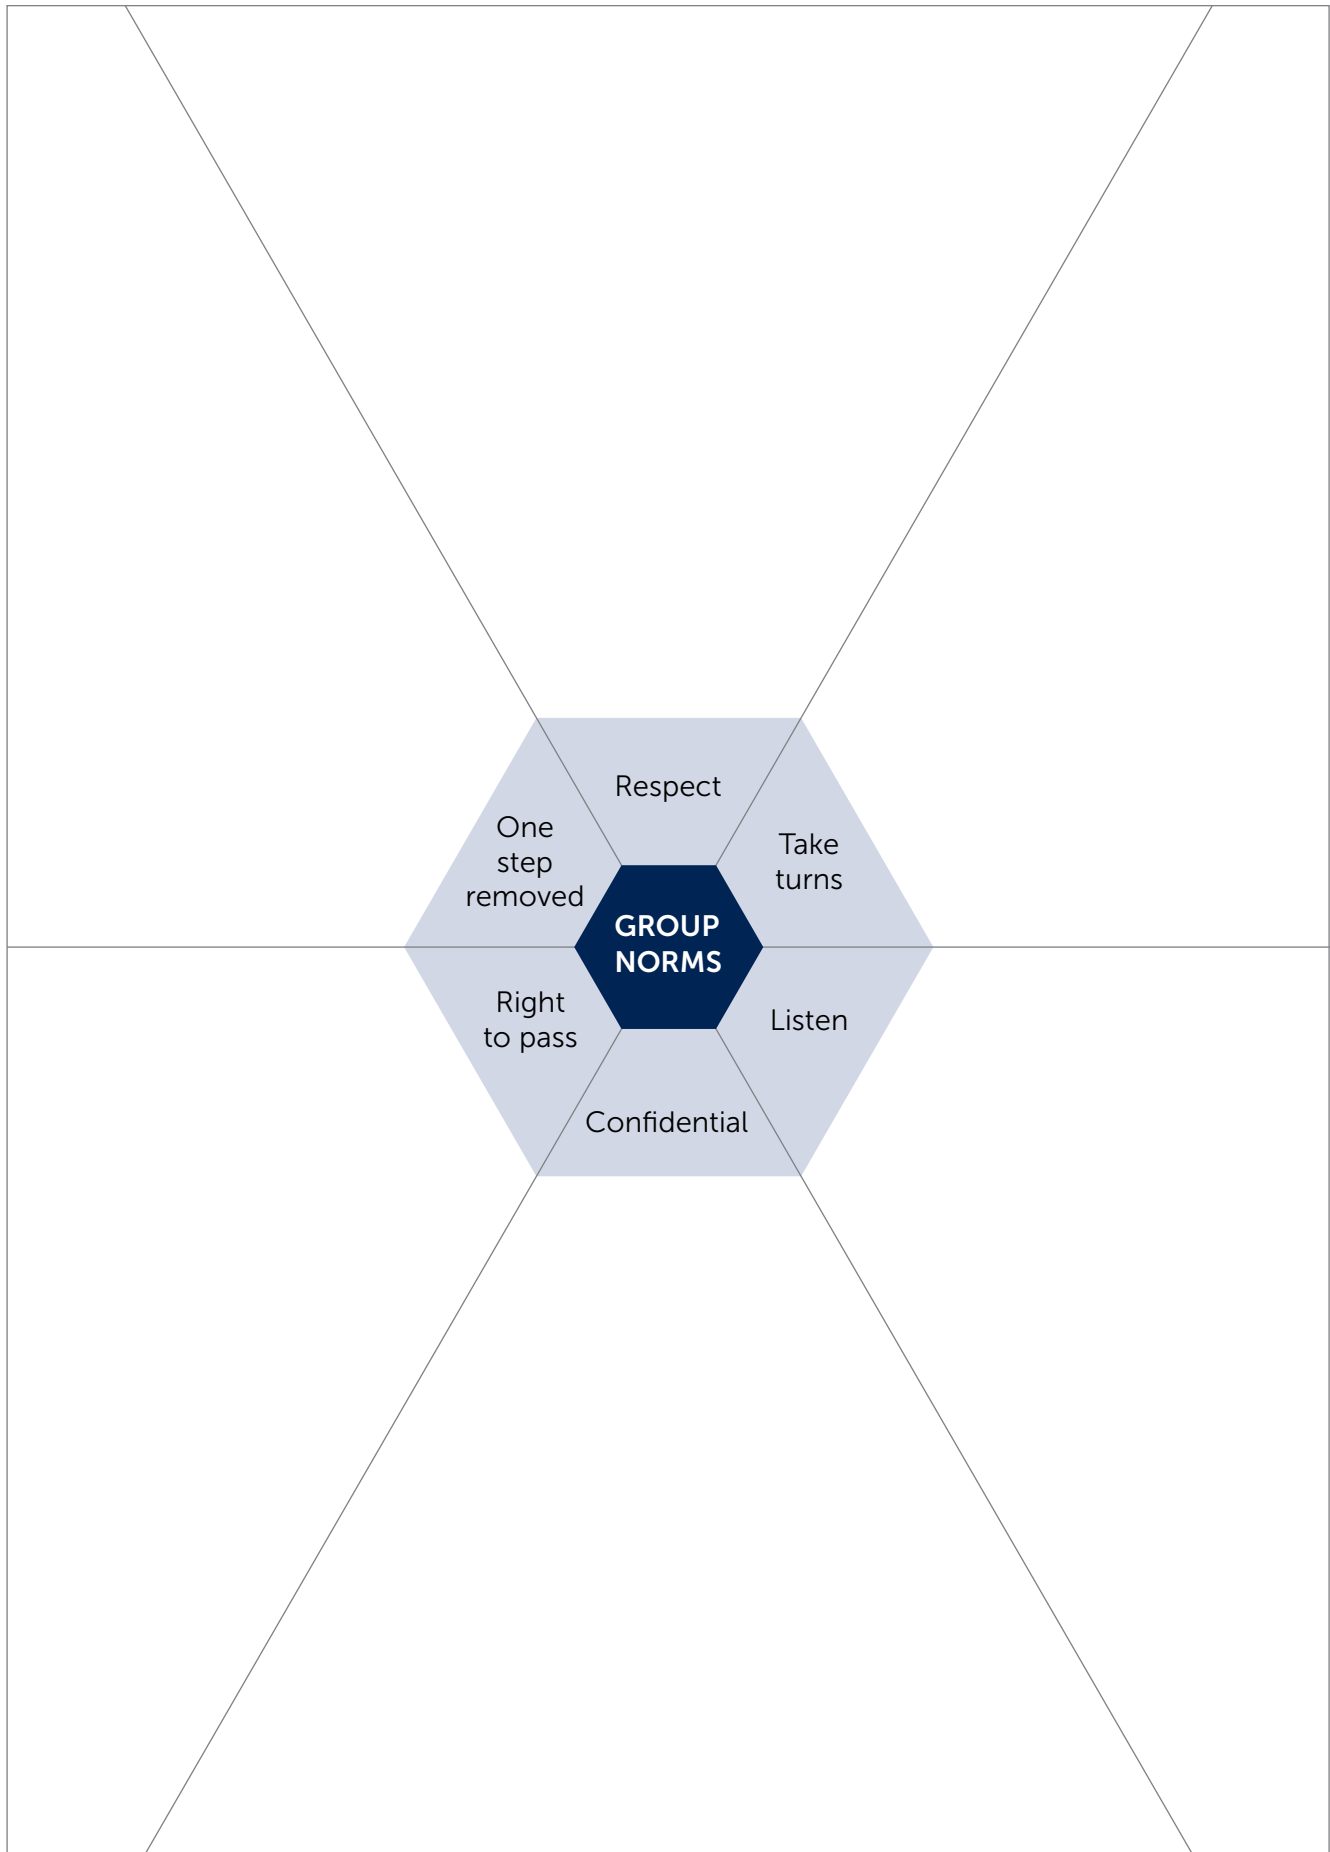 Respect
Take
turns
Listen
Confidential
Right
to pass
One
step
removed
GROUP
NORMS